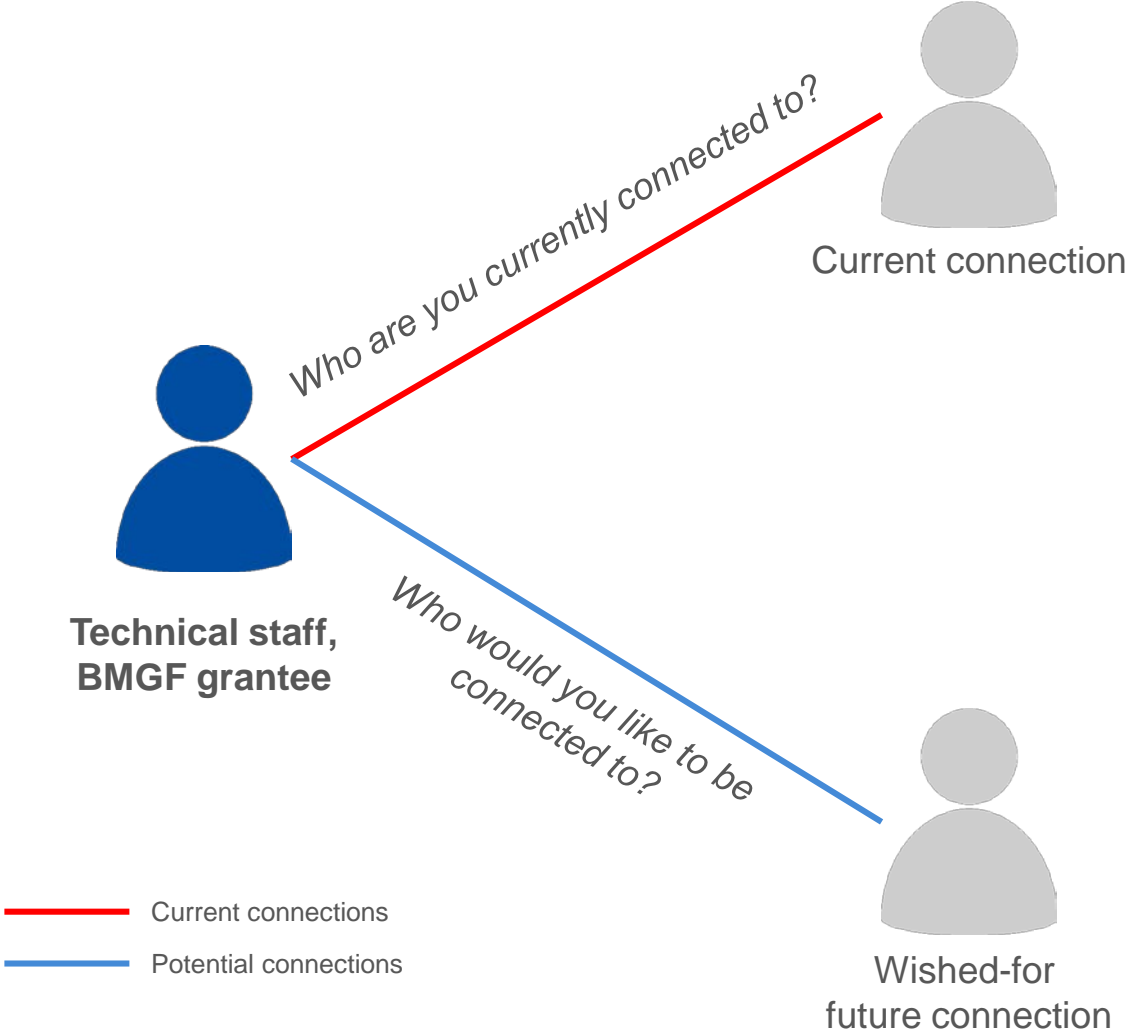 Who are you currently connected to?
Current connection
Technical staff,
BMGF grantee
Who would you like to be
connected to?
Current connections
Potential connections
Wished-for
future connection